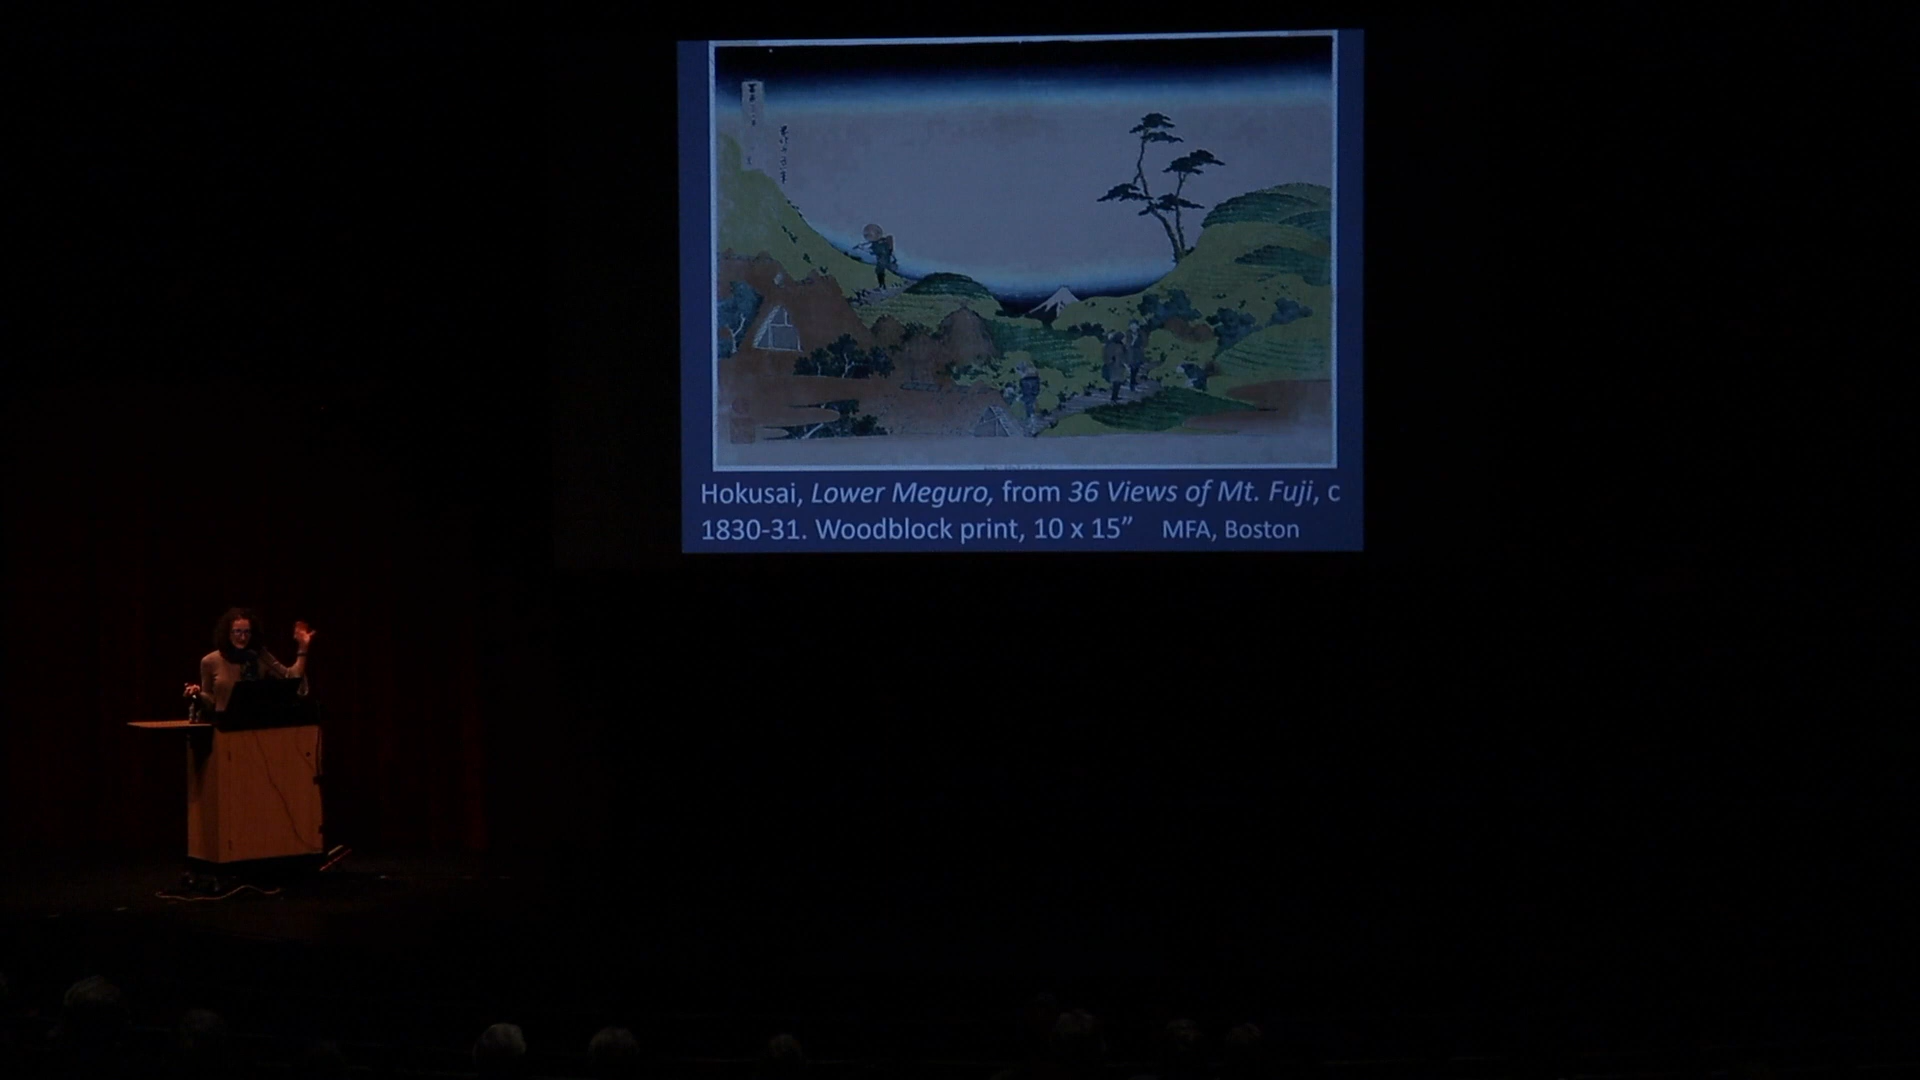 Hokusai, Lower Meguro, from 36 Views of Mt. Fuji, c
1830-31. Woodblock print, 10 x 15” MFA, Boston